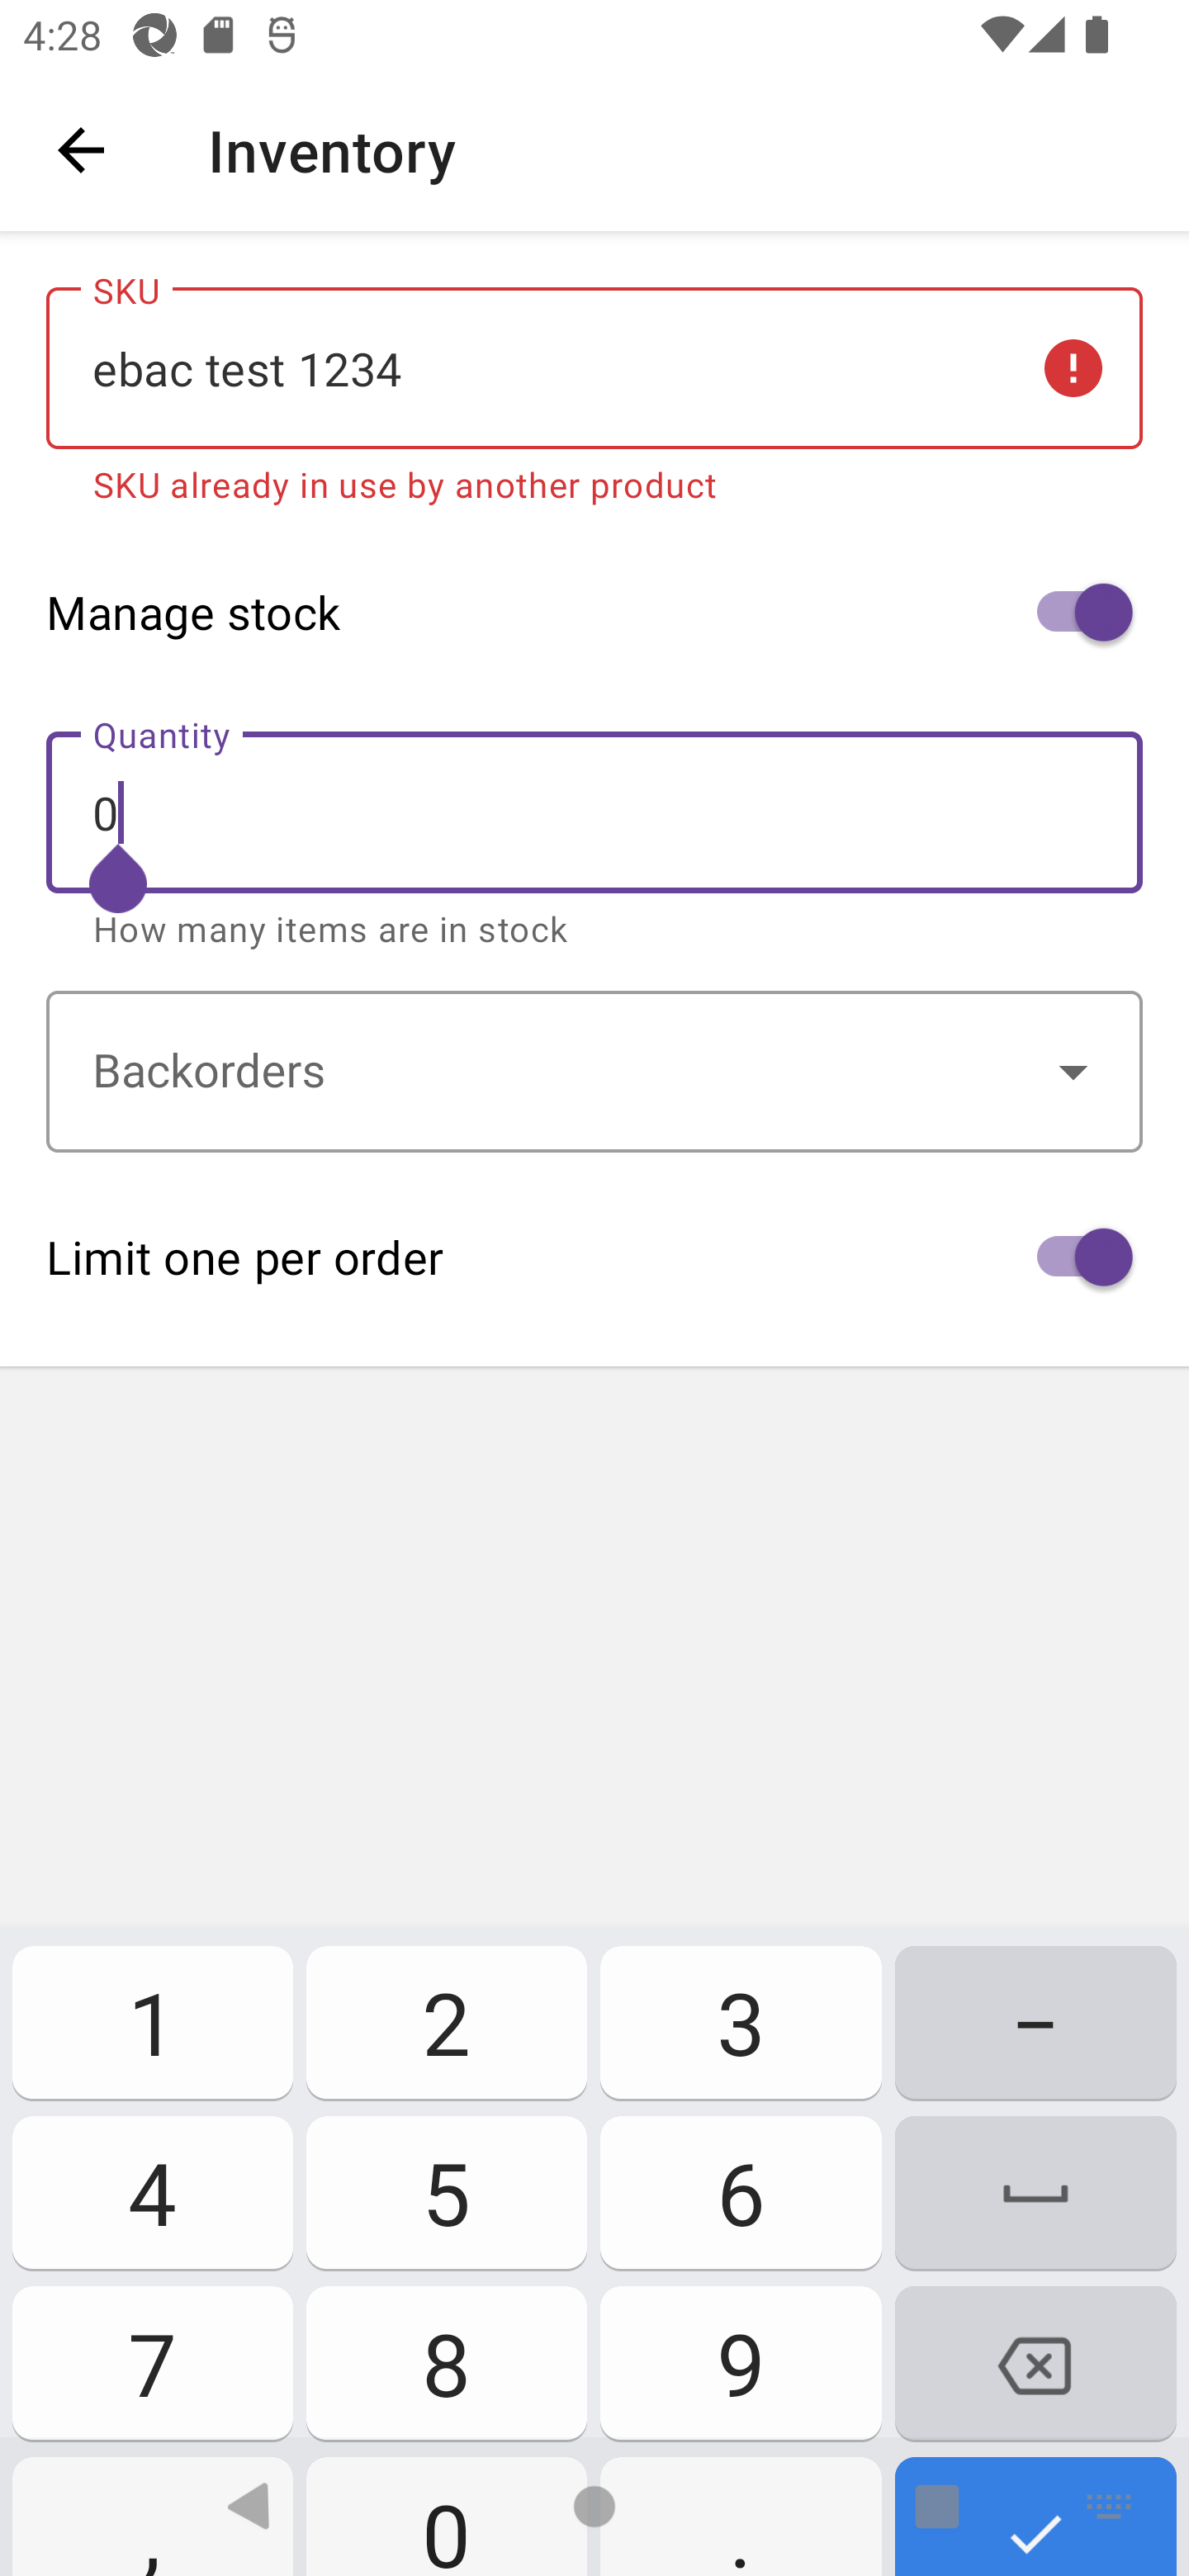 4:28
Inventory
SKU
ebac test 1234
SKU already in use by another product
Manage stock
Quantity
0
How many items are in stock
Backorders
Limit one per order
1 2 3 –
4 5 6
7 8 9
, 0 .